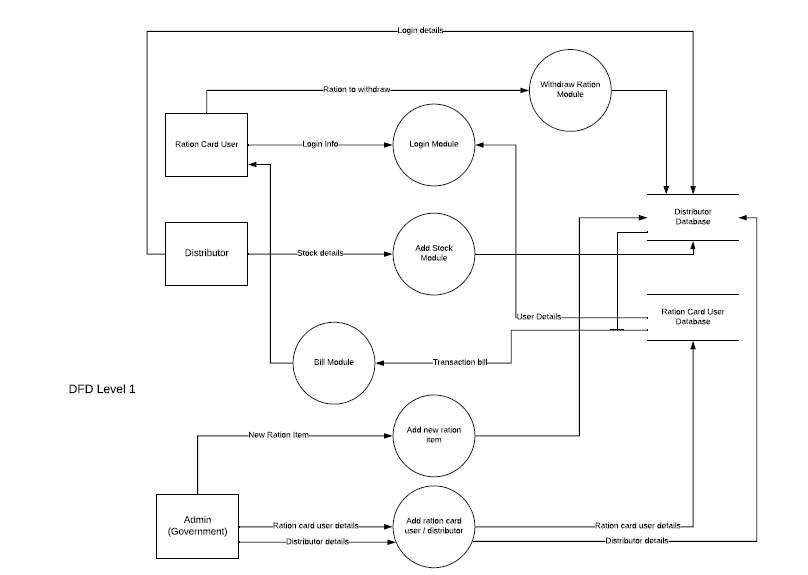 Login details
Withdraw Ration
Module
Ration to withdraw
Ration Card User
Login Info
Login Module
Distributor
Database
Distributor
Stock details
Add Stock
Module
User Details
Ration Card User
Database
Bill Module
Transaction bill
DFD Level 1
New Ration Item
Add new ration
item
Admin
(Government)
Ration card user details
Distributor details
Add ration card
user / distributor
Ration card user details
Distributor details